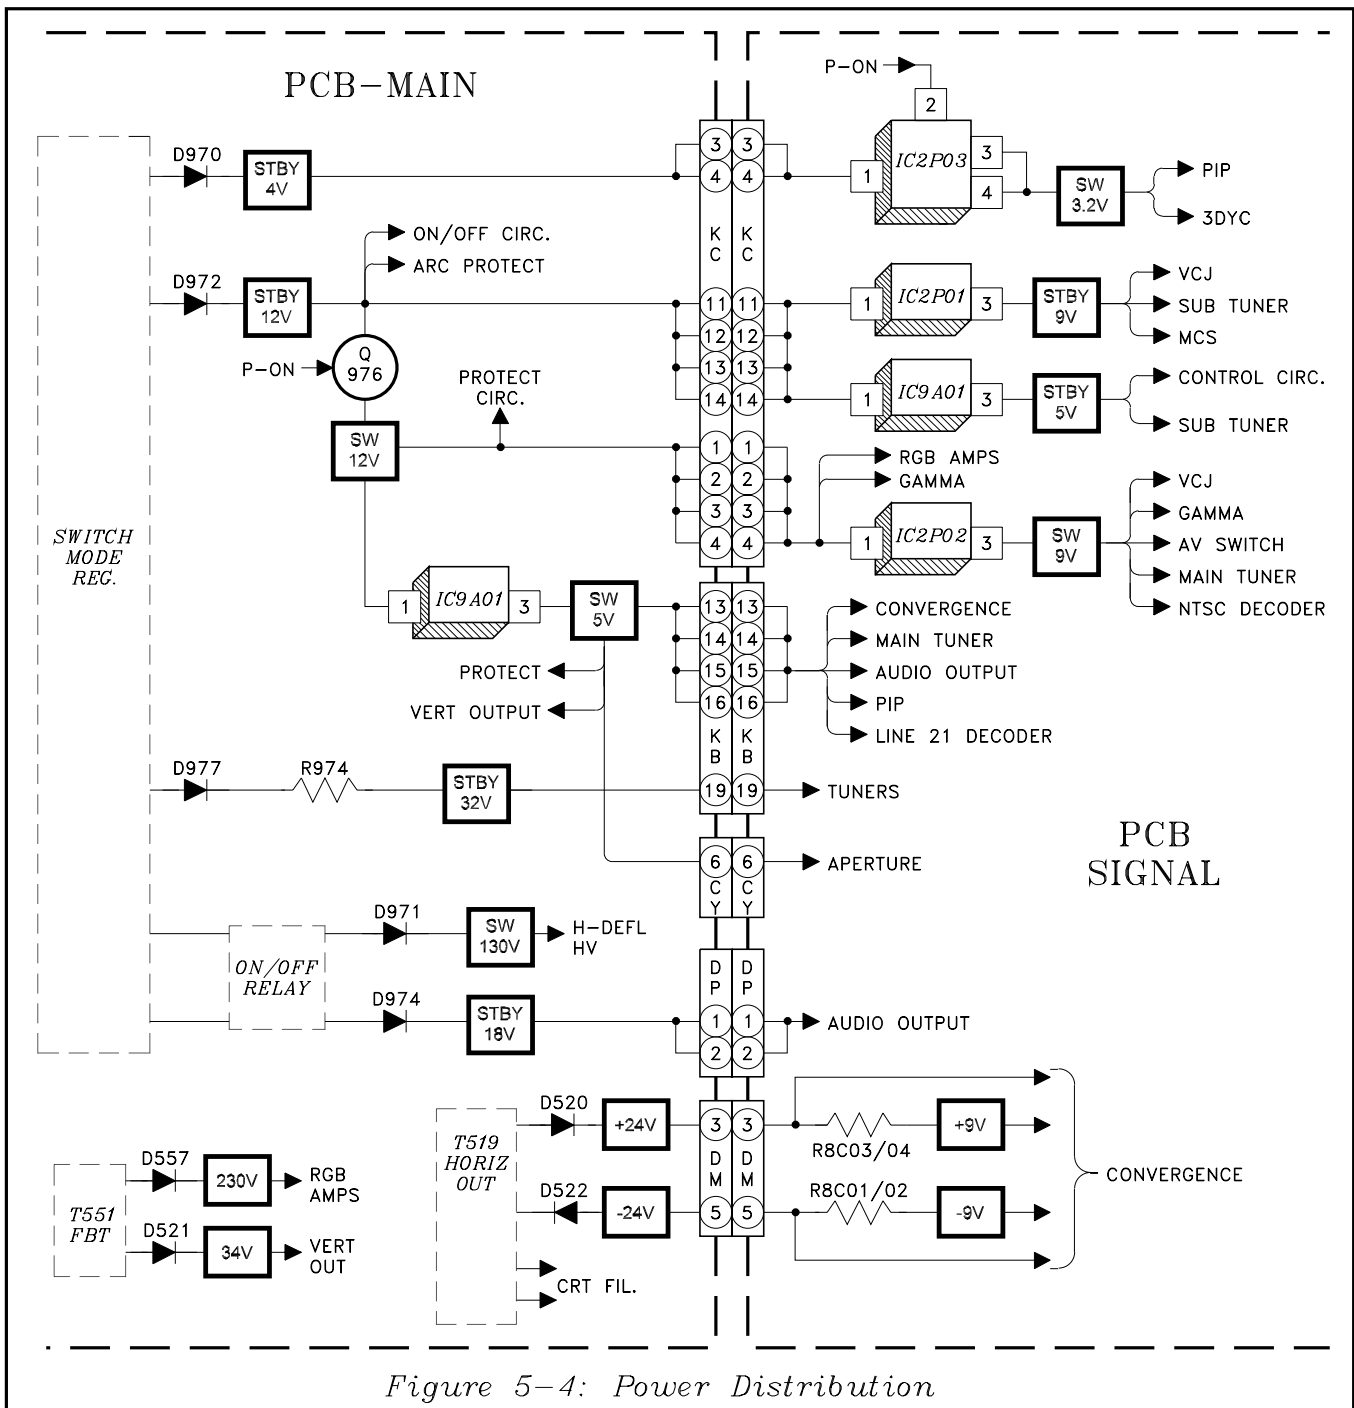 PCB-MAIN
P-ON
2
D970
STBY
4V
3 3
4 4
1
IC2P03
3
4
SW
3.2V
PIP
3DYC
K K
C C
ON/OFF CIRC.
ARC PROTECT
D972
STBY
12V
11 11
12 12
13 13
14 14
1
IC2P01
3
STBY
9V
VCJ
SUB TUNER
MCS
P-ON
Q
976
1
IC9A01
3
STBY
5V
CONTROL CIRC.
SUB TUNER
PROTECT
CIRC.
SW
12V
1 1
2 2
3 3
4 4
RGB AMPS
GAMMA
1
IC2P02
3
SW
9V
VCJ
GAMMA
AV SWITCH
MAIN TUNER
NTSC DECODER
SWITCH
MODE
REG.
1
IC9A01
3
SW
5V
13 13
14 14
15 15
16 16
K K
B B
19 19
CONVERGENCE
MAIN TUNER
AUDIO OUTPUT
PIP
LINE 21 DECODER
PROTECT
VERT OUTPUT
D977
R974
STBY
32V
TUNERS
PCB
SIGNAL
6 6
C C
Y Y
APERTURE
D971
SW
130V
H-DEFL
HV
ON/OFF
RELAY
D974
STBY
18V
D D
P P
1 1
2 2
AUDIO OUTPUT
T519
HORIZ
OUT
D520
+24V
3 3
D D
M M
5 5
R8C03/04
+9V
D522
-24V
R8C01/02
-9V
CONVERGENCE
CRT FIL.
T551
FBT
D557
230V
RGB
AMPS
D521
34V
VERT
OUT
Figure 5-4: Power Distribution